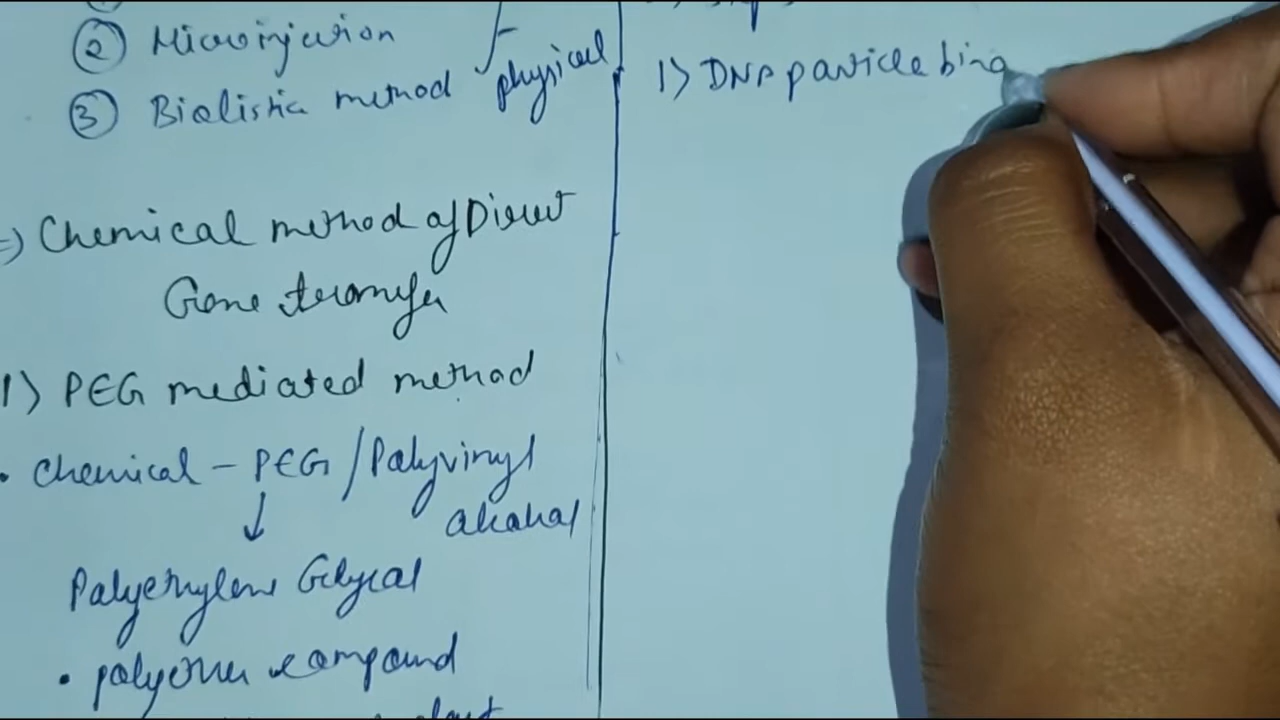 ② Microinjection
③ Biolistic method
physical
=> Chemical method of Direct
Gene transfer
1) PEG mediated method
• Chemical - PEG / Polyvinyl
alcohol
↓
Polyethylene Glycol
• polymer compound
1) DNA particle bind